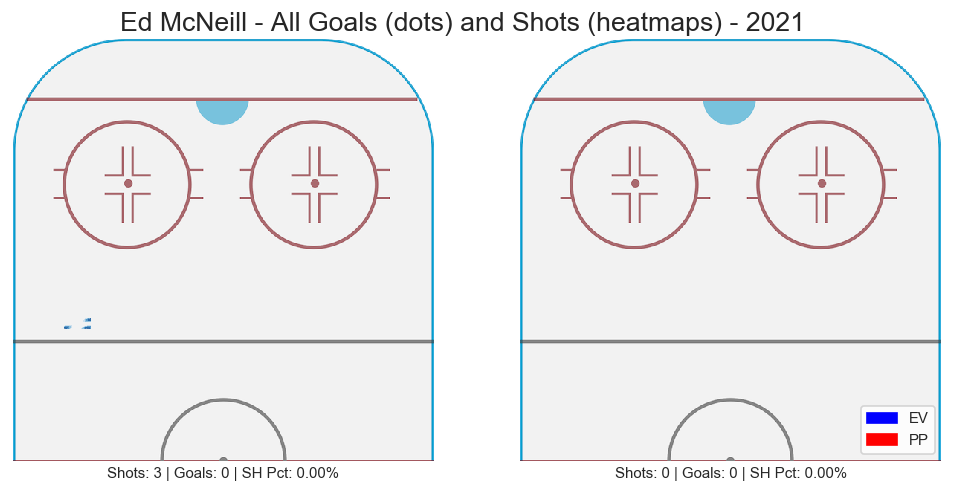 Ed McNeill - All Goals (dots) and Shots (heatmaps) - 2021
EV
PP
Shots: 3 | Goals: 0 | SH Pct: 0.00%
Shots: 0 | Goals: 0 | SH Pct: 0.00%